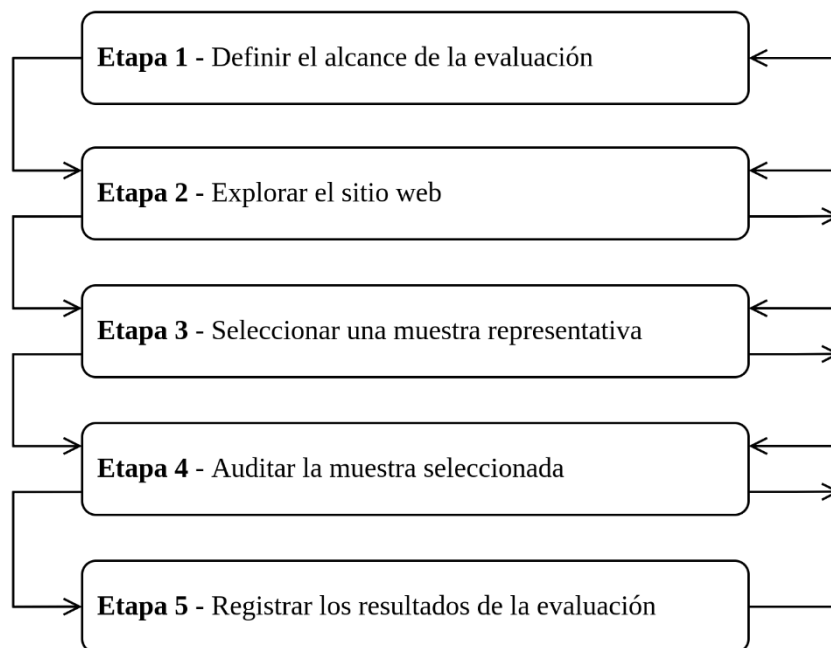 Etapa 1 - Definir el alcance de la evaluación
Etapa 2 - Explorar el sitio web
Etapa 3 - Seleccionar una muestra representativa
Etapa 4 - Auditar la muestra seleccionada
Etapa 5 - Registrar los resultados de la evaluación